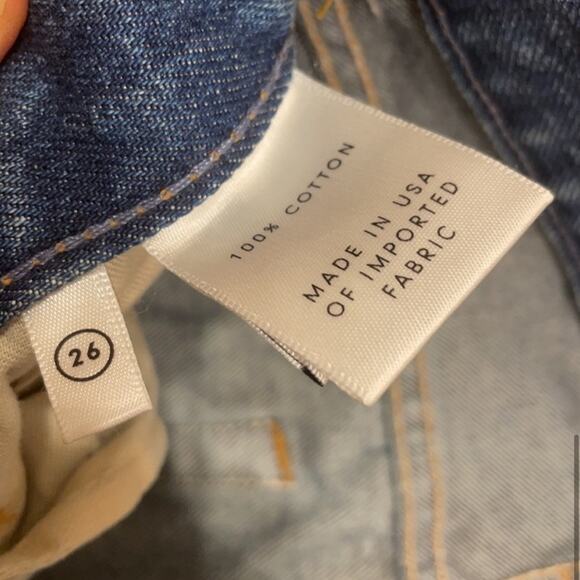 100% COTTON
MADE IN USA
OF IMPORTED
FABRIC
26